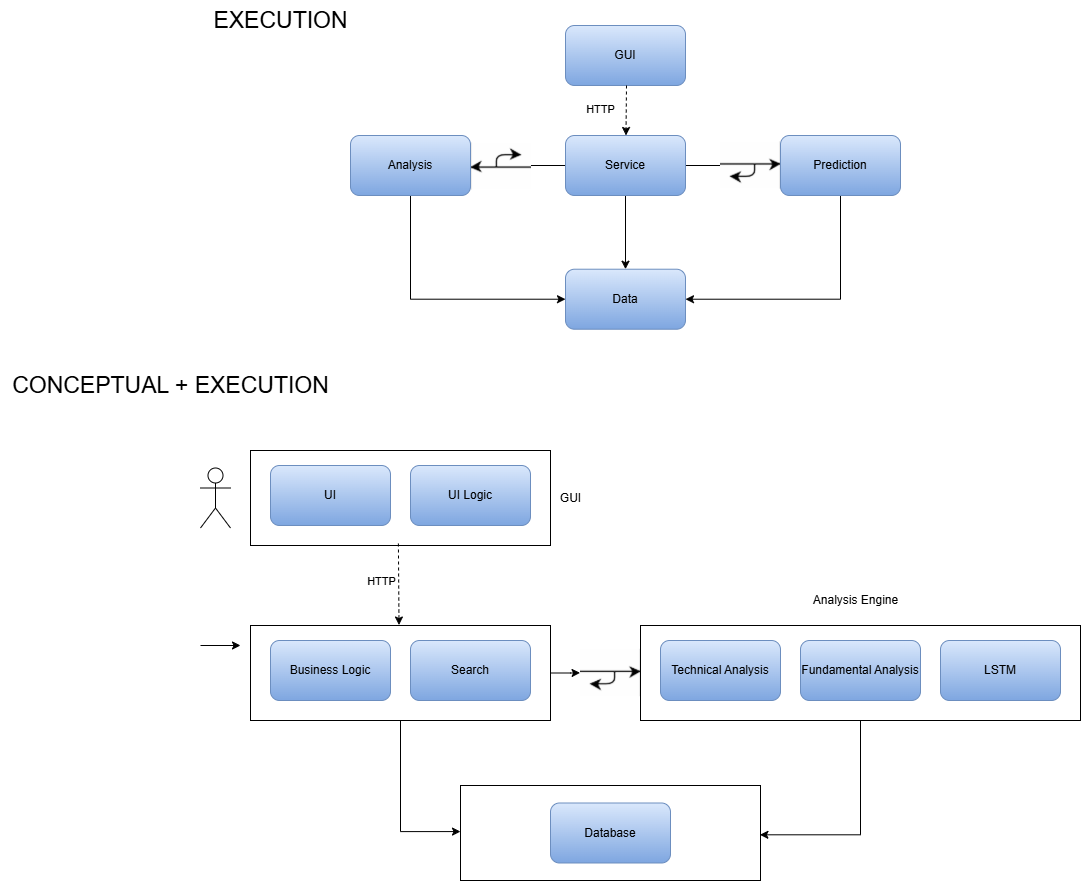 EXECUTION
GUI
HTTP
Analysis
Service
Prediction
Data
CONCEPTUAL + EXECUTION
UI
UI Logic
GUI
HTTP
Analysis Engine
Business Logic
Search
Technical Analysis
Fundamental Analysis
LSTM
Database